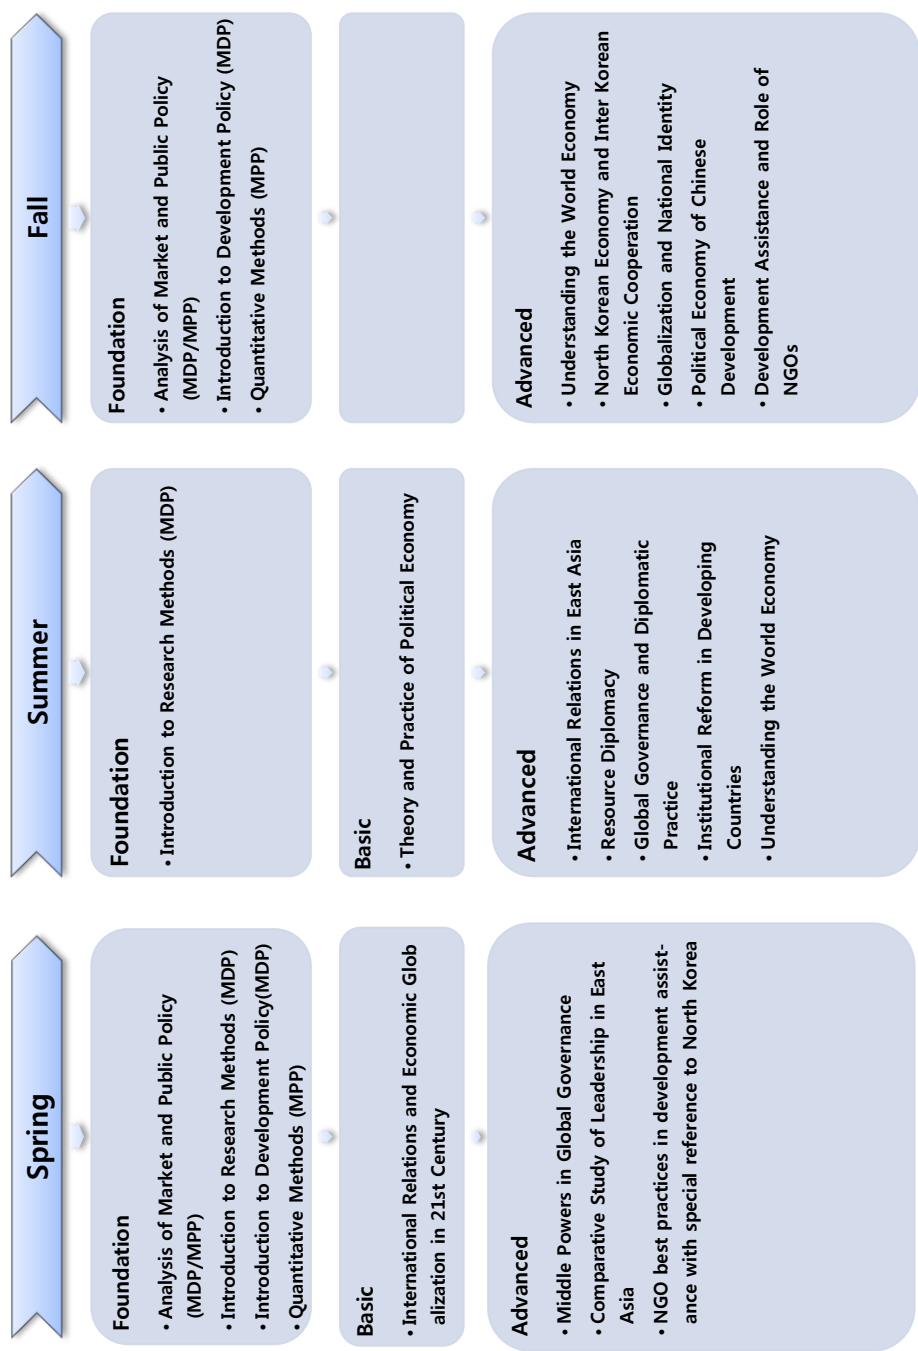 Spring
Foundation
• Analysis of Market and Public Policy
(MDP/MPP)
• Introduction to Research Methods (MDP)
• Introduction to Development Policy(MDP)
• Quantitative Methods (MPP)
Basic
• International Relations and Economic Glob
alization in 21st Century
Advanced
• Middle Powers in Global Governance
• Comparative Study of Leadership in East
Asia
• NGO best practices in development assist-
ance with special reference to North Korea
Summer
Foundation
• Introduction to Research Methods (MDP)
Basic
• Theory and Practice of Political Economy
Advanced
• International Relations in East Asia
• Resource Diplomacy
• Global Governance and Diplomatic
Practice
• Institutional Reform in Developing
Countries
• Understanding the World Economy
Fall
Foundation
• Analysis of Market and Public Policy
(MDP/MPP)
• Introduction to Development Policy (MDP)
• Quantitative Methods (MPP)
Advanced
• Understanding the World Economy
• North Korean Economy and Inter Korean
Economic Cooperation
• Globalization and National Identity
• Political Economy of Chinese
Development
• Development Assistance and Role of
NGOs